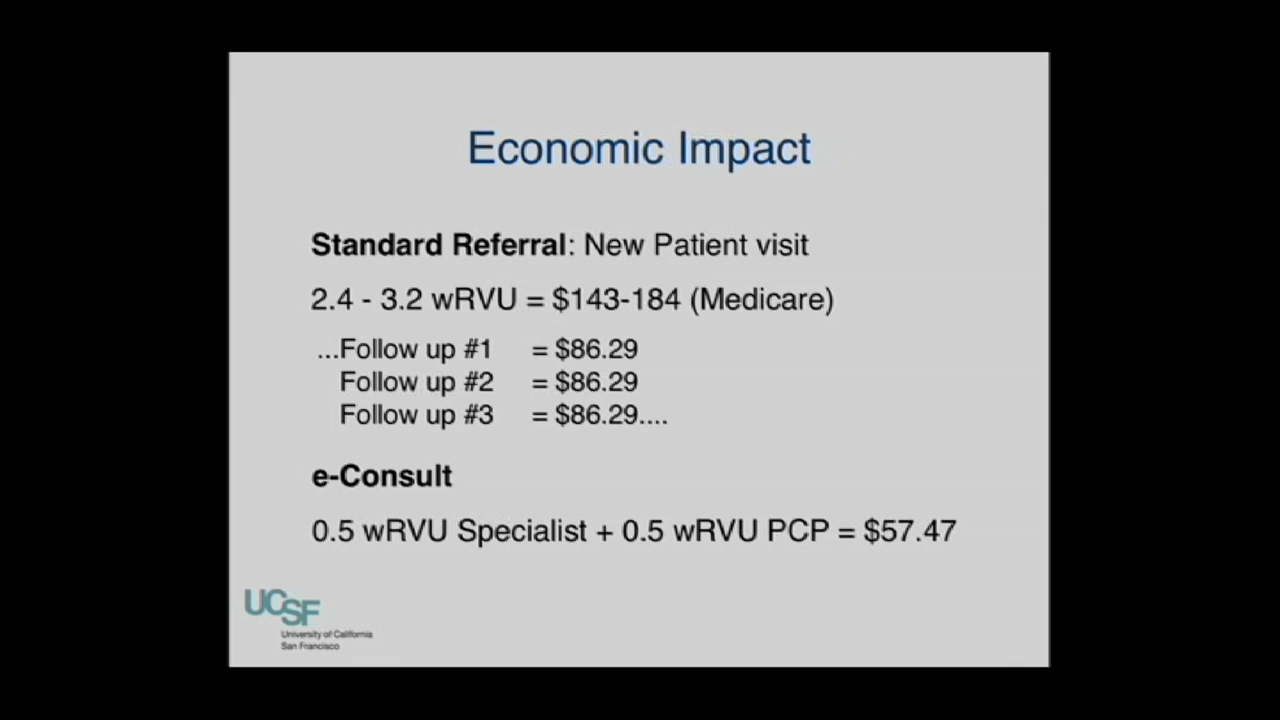 Economic Impact
Standard Referral: New Patient visit
2.4 - 3.2 wRVU = $143-184 (Medicare)
...Follow up #1 = $86.29
Follow up #2 = $86.29
Follow up #3 = $86.29....
e-Consult
0.5 wRVU Specialist + 0.5 wRVU PCP = $57.47
UCSF
University of California
San Francisco